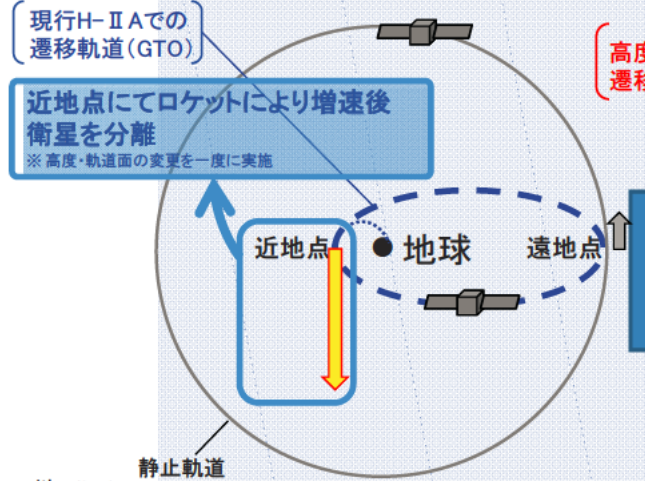 現行H-ⅡAでの
遷移軌道(GTO)
高度
遷移
近地点にてロケットにより増速後
衛星を分離
※高度・軌道面の変更を一度に実施
近地点
地球
遠地点
静止軌道